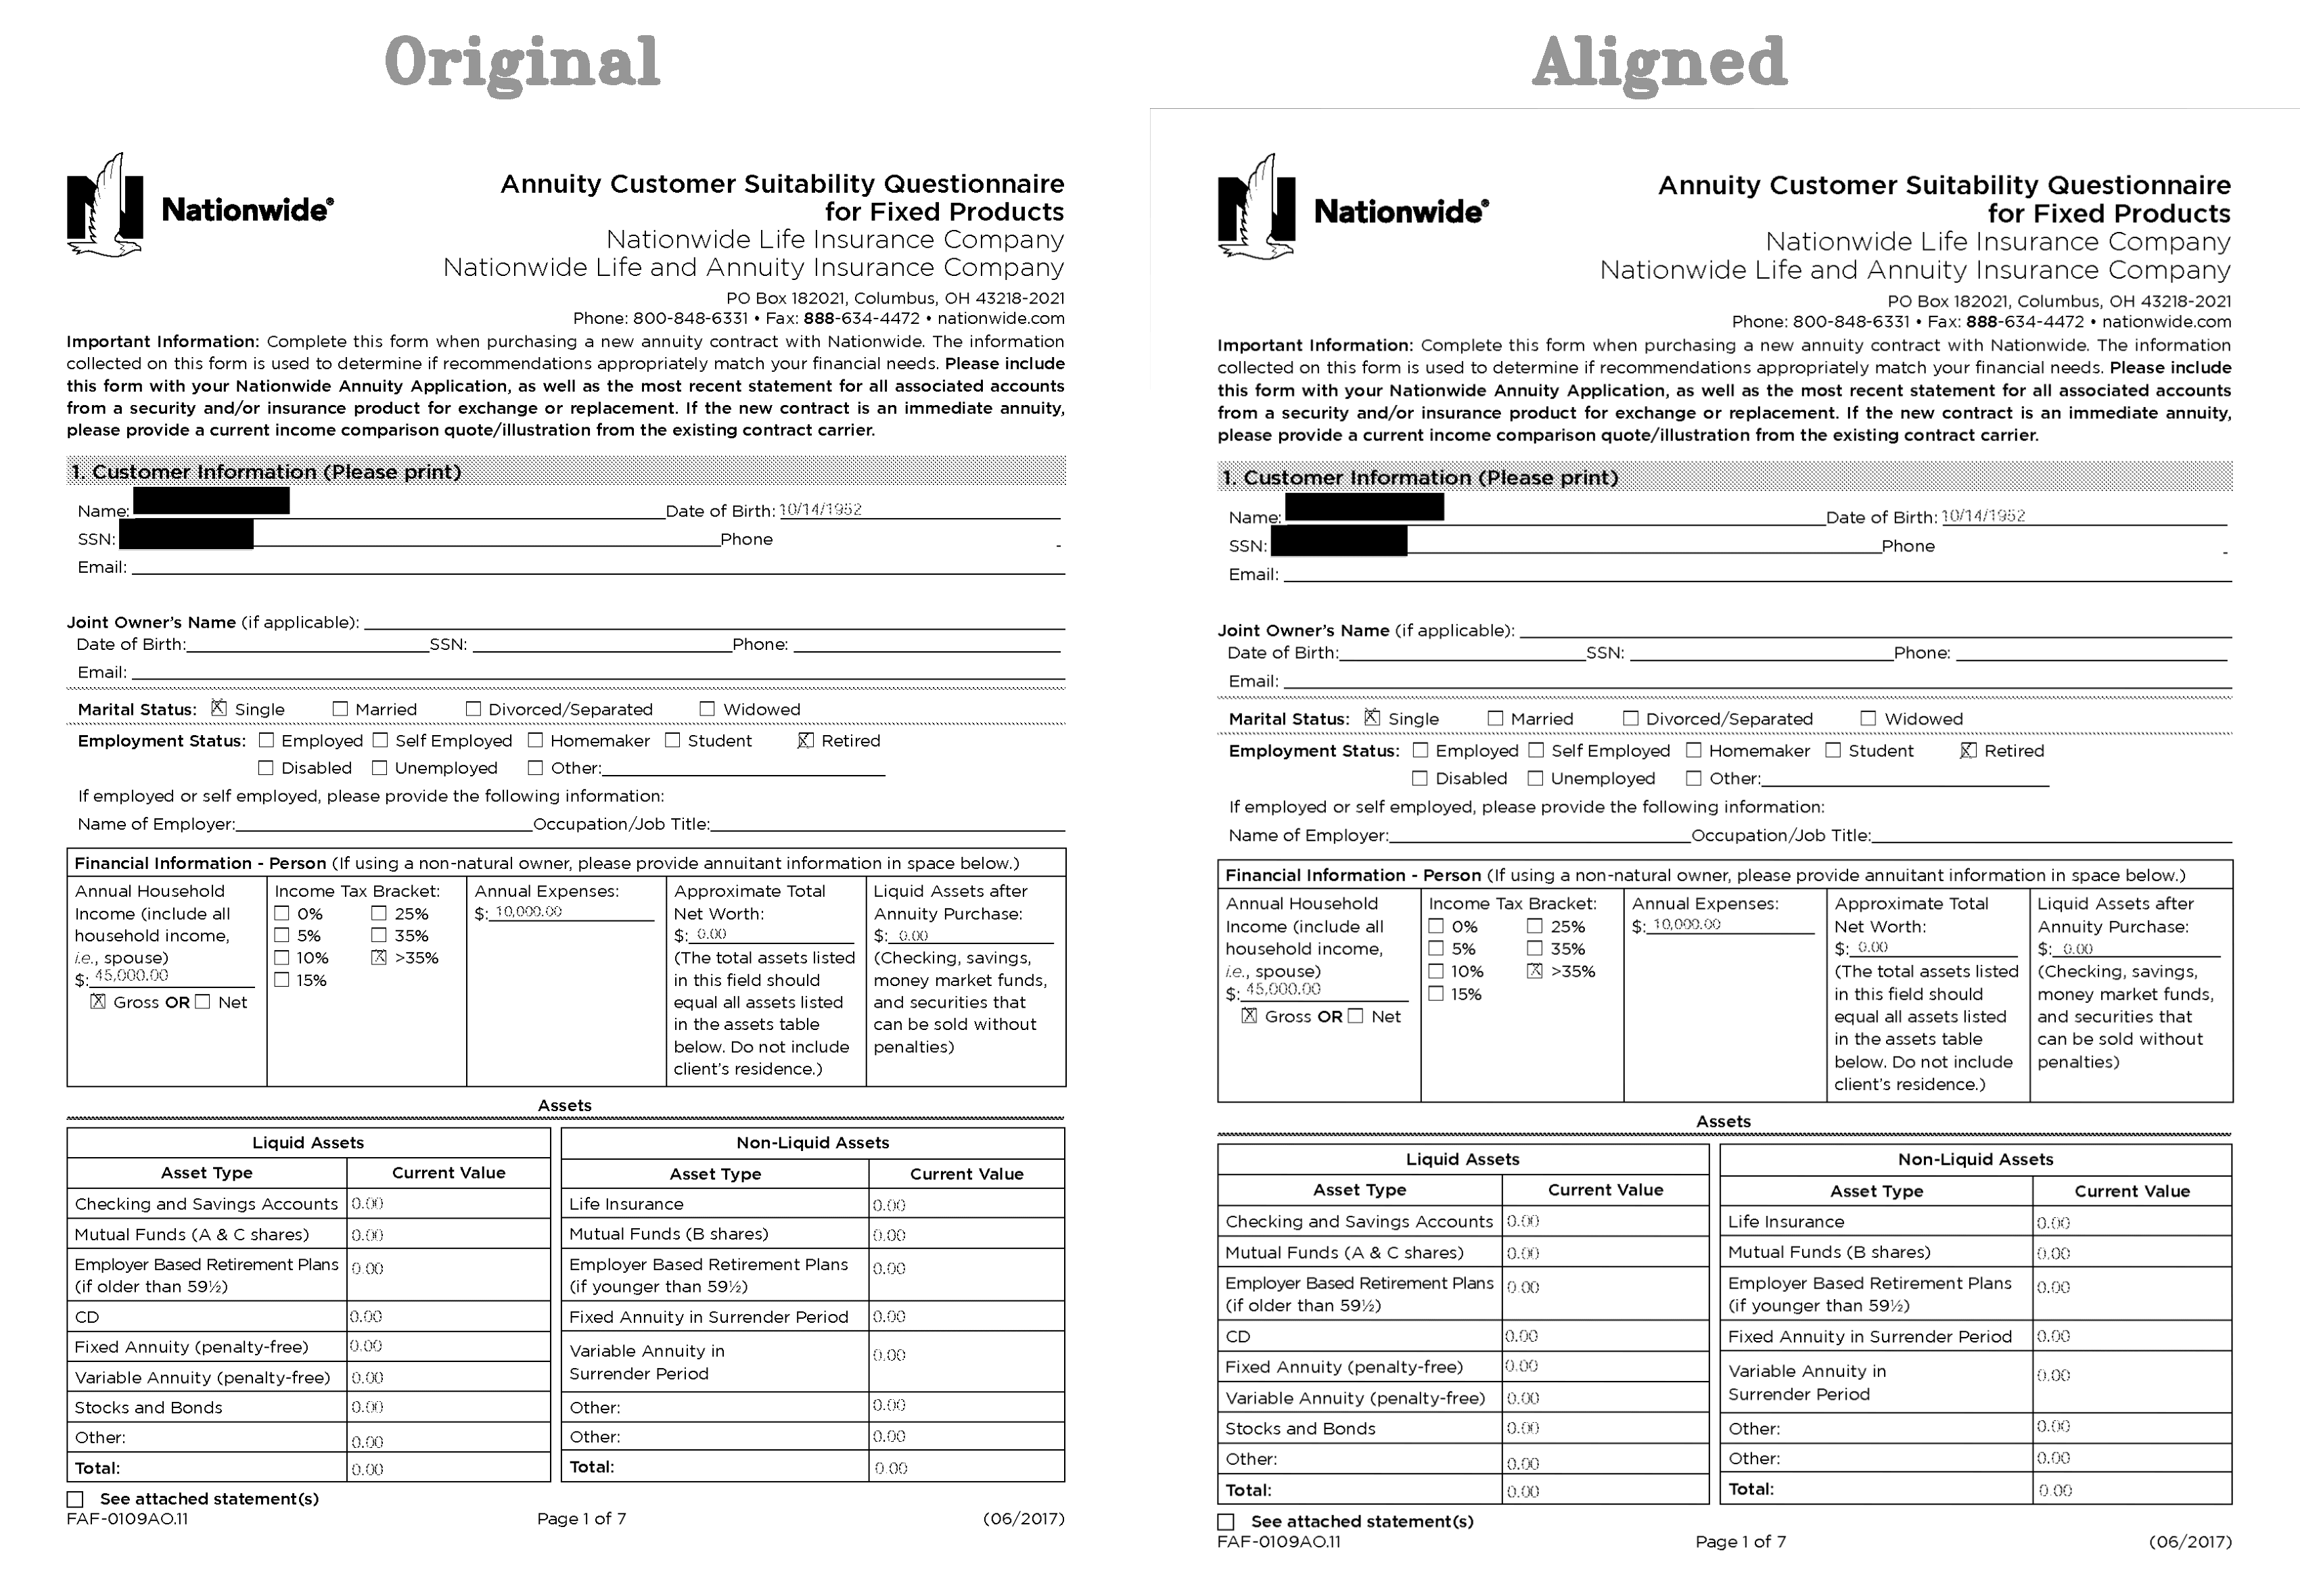 Original
Nationwide®
Annuity Customer Suitability Questionnaire
for Fixed Products
Nationwide Life Insurance Company
Nationwide Life and Annuity Insurance Company
PO Box 182021, Columbus, OH 43218-2021
Phone: 800-848-6331 • Fax: 888-634-4472 • nationwide.com
Important Information: Complete this form when purchasing a new annuity contract with Nationwide. The information
collected on this form is used to determine if recommendations appropriately match your financial needs. Please include
this form with your Nationwide Annuity Application, as well as the most recent statement for all associated accounts
from a security and/or insurance product for exchange or replacement. If the new contract is an immediate annuity,
please provide a current income comparison quote/illustration from the existing contract carrier.
1. Customer Information (Please print)
Name: Date of Birth: 10/14/1952
SSN: Phone -
Email:
Joint Owner's Name (if applicable):
Date of Birth: SSN: Phone:
Email:
Marital Status: X Single Married Divorced/Separated Widowed
Employment Status: Employed Self Employed Homemaker Student X Retired
Disabled Unemployed Other:
If employed or self employed, please provide the following information:
Name of Employer: Occupation/Job Title:
Financial Information - Person (If using a non-natural owner, please provide annuitant information in space below.)
Annual Household
Income (include all
household income,
i.e., spouse)
$: 45,000.00
X Gross OR Net
Income Tax Bracket:
0% 25%
5% 35%
10% X >35%
15%
Annual Expenses:
$: 10,000.00
Approximate Total
Net Worth:
$: 0.00
(The total assets listed
in this field should
equal all assets listed
in the assets table
below. Do not include
client's residence.)
Liquid Assets after
Annuity Purchase:
$: 0.00
(Checking, savings,
money market funds,
and securities that
can be sold without
penalties)
Assets
Liquid Assets
Asset Type Current Value
Checking and Savings Accounts 0.00
Mutual Funds (A & C shares) 0.00
Employer Based Retirement Plans
(if older than 59½) 0.00
CD 0.00
Fixed Annuity (penalty-free) 0.00
Variable Annuity (penalty-free) 0.00
Stocks and Bonds 0.00
Other: 0.00
Total: 0.00
Non-Liquid Assets
Asset Type Current Value
Life Insurance 0.00
Mutual Funds (B shares) 0.00
Employer Based Retirement Plans
(if younger than 59½) 0.00
Fixed Annuity in Surrender Period 0.00
Variable Annuity in
Surrender Period 0.00
Other: 0.00
Other: 0.00
Total: 0.00
See attached statement(s)
FAF-0109AO.11 Page 1 of 7 (06/2017)
Aligned
Nationwide®
Annuity Customer Suitability Questionnaire
for Fixed Products
Nationwide Life Insurance Company
Nationwide Life and Annuity Insurance Company
PO Box 182021, Columbus, OH 43218-2021
Phone: 800-848-6331 • Fax: 888-634-4472 • nationwide.com
Important Information: Complete this form when purchasing a new annuity contract with Nationwide. The information
collected on this form is used to determine if recommendations appropriately match your financial needs. Please include
this form with your Nationwide Annuity Application, as well as the most recent statement for all associated accounts
from a security and/or insurance product for exchange or replacement. If the new contract is an immediate annuity,
please provide a current income comparison quote/illustration from the existing contract carrier.
1. Customer Information (Please print)
Name: Date of Birth: 10/14/1952
SSN: Phone -
Email:
Joint Owner's Name (if applicable):
Date of Birth: SSN: Phone:
Email:
Marital Status: X Single Married Divorced/Separated Widowed
Employment Status: Employed Self Employed Homemaker Student X Retired
Disabled Unemployed Other:
If employed or self employed, please provide the following information:
Name of Employer: Occupation/Job Title:
Financial Information - Person (If using a non-natural owner, please provide annuitant information in space below.)
Annual Household
Income (include all
household income,
i.e., spouse)
$: 45,000.00
X Gross OR Net
Income Tax Bracket:
0% 25%
5% 35%
10% X >35%
15%
Annual Expenses:
$: 10,000.00
Approximate Total
Net Worth:
$: 0.00
(The total assets listed
in this field should
equal all assets listed
in the assets table
below. Do not include
client's residence.)
Liquid Assets after
Annuity Purchase:
$: 0.00
(Checking, savings,
money market funds,
and securities that
can be sold without
penalties)
Assets
Liquid Assets
Asset Type Current Value
Checking and Savings Accounts 0.00
Mutual Funds (A & C shares) 0.00
Employer Based Retirement Plans
(if older than 59½) 0.00
CD 0.00
Fixed Annuity (penalty-free) 0.00
Variable Annuity (penalty-free) 0.00
Stocks and Bonds 0.00
Other: 0.00
Total: 0.00
Non-Liquid Assets
Asset Type Current Value
Life Insurance 0.00
Mutual Funds (B shares) 0.00
Employer Based Retirement Plans
(if younger than 59½) 0.00
Fixed Annuity in Surrender Period 0.00
Variable Annuity in
Surrender Period 0.00
Other: 0.00
Other: 0.00
Total: 0.00
See attached statement(s)
FAF-0109AO.11 Page 1 of 7 (06/2017)